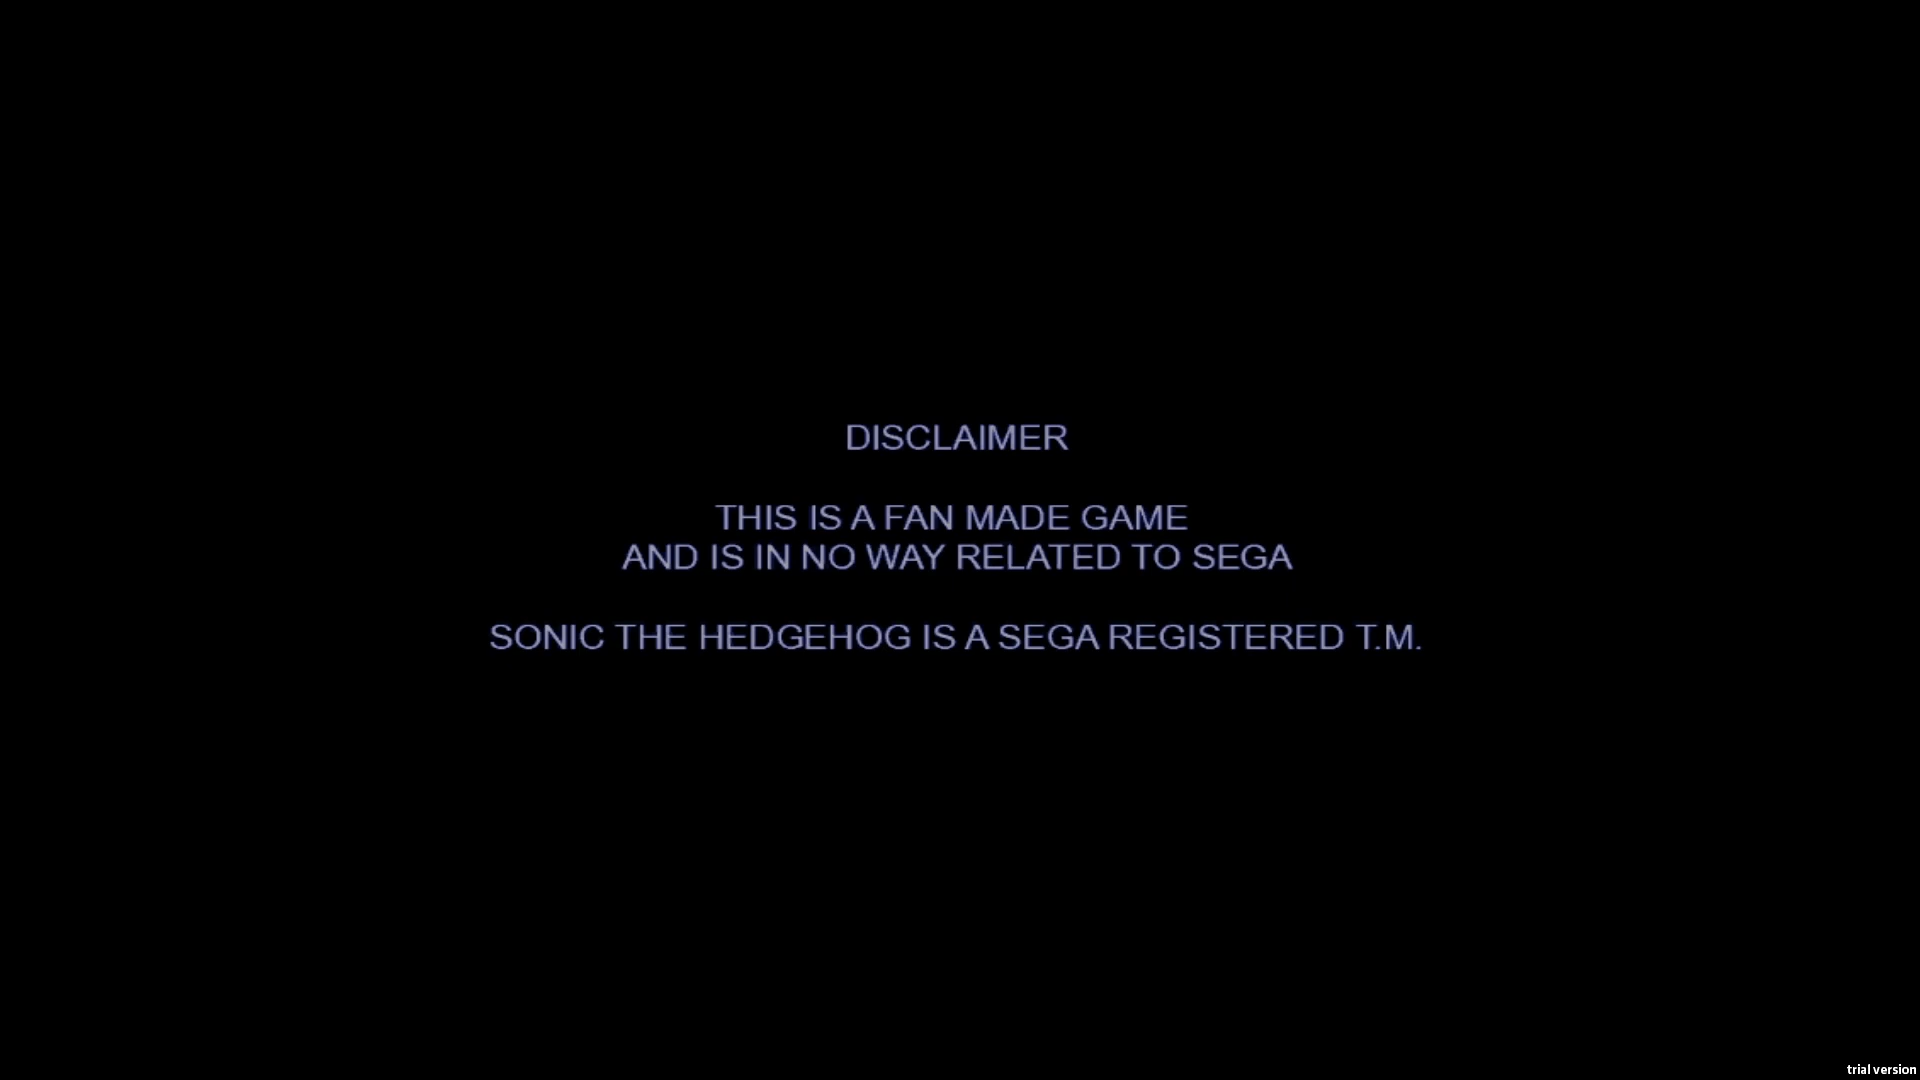 DISCLAIMER
THIS IS A FAN MADE GAME
AND IS IN NO WAY RELATED TO SEGA
SONIC THE HEDGEHOG IS A SEGA REGISTERED T.M.
trial version